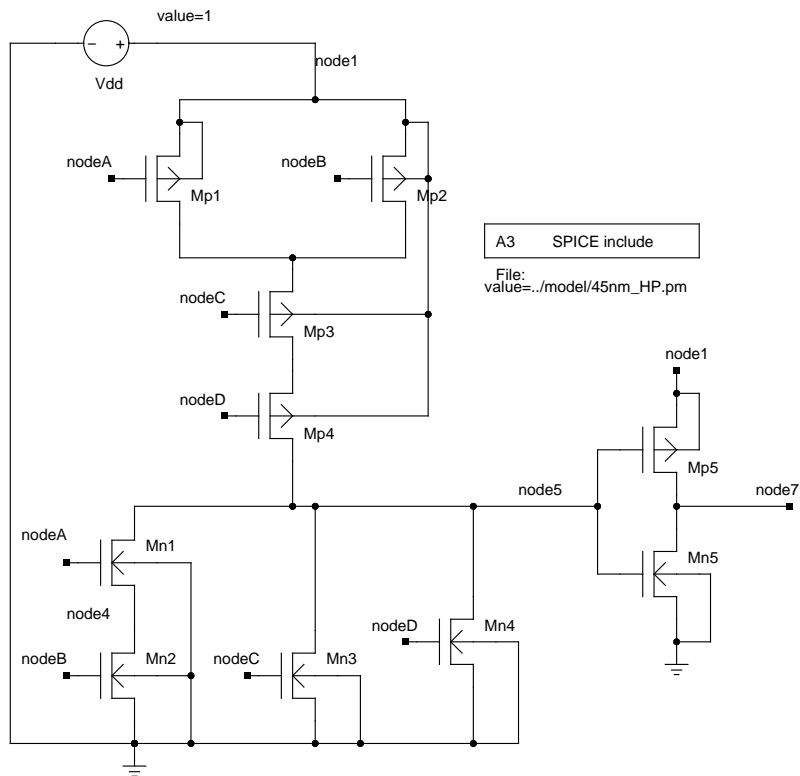 value=1
− +
Vdd
node1
nodeA
Mp1
nodeB
Mp2
A3 SPICE include
File:
value=../model/45nm_HP.pm
nodeC
Mp3
nodeD
Mp4
node1
Mp5
node5
node7
nodeA
Mn1
Mn5
node4
nodeD
Mn4
nodeB
Mn2
nodeC
Mn3